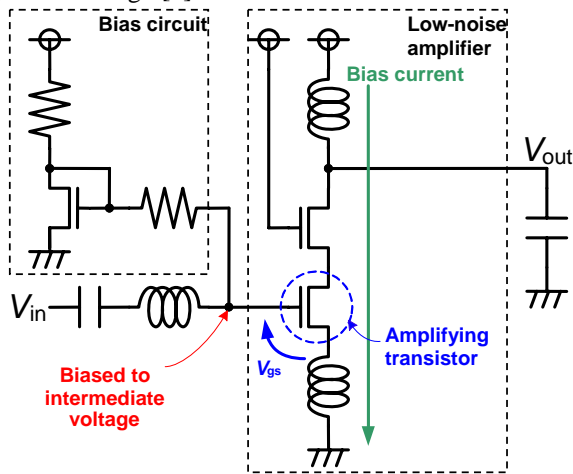 Bias circuit
Low-noise
amplifier
Bias current
Vout
Vin
Biased to
intermediate
voltage
Vgs
Amplifying
transistor